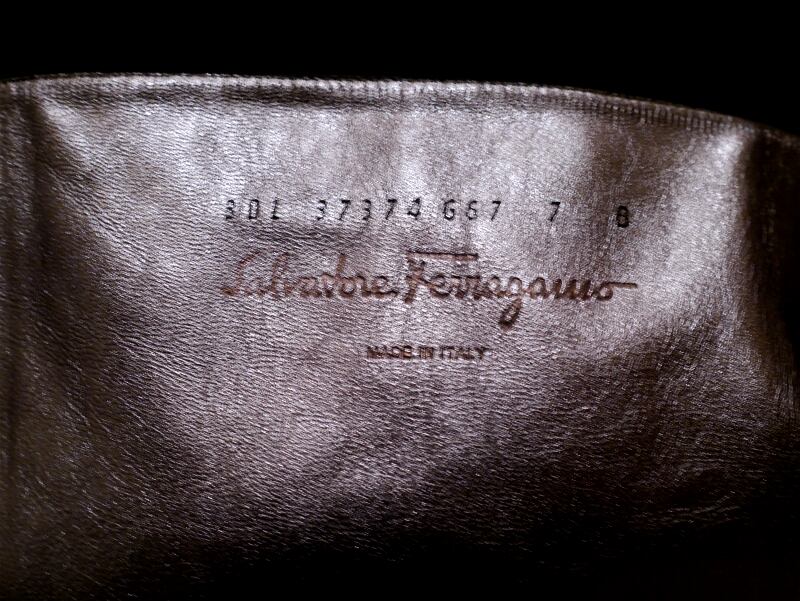 30L 37374 667 7 B
Salvatore Ferragamo
MADE IN ITALY